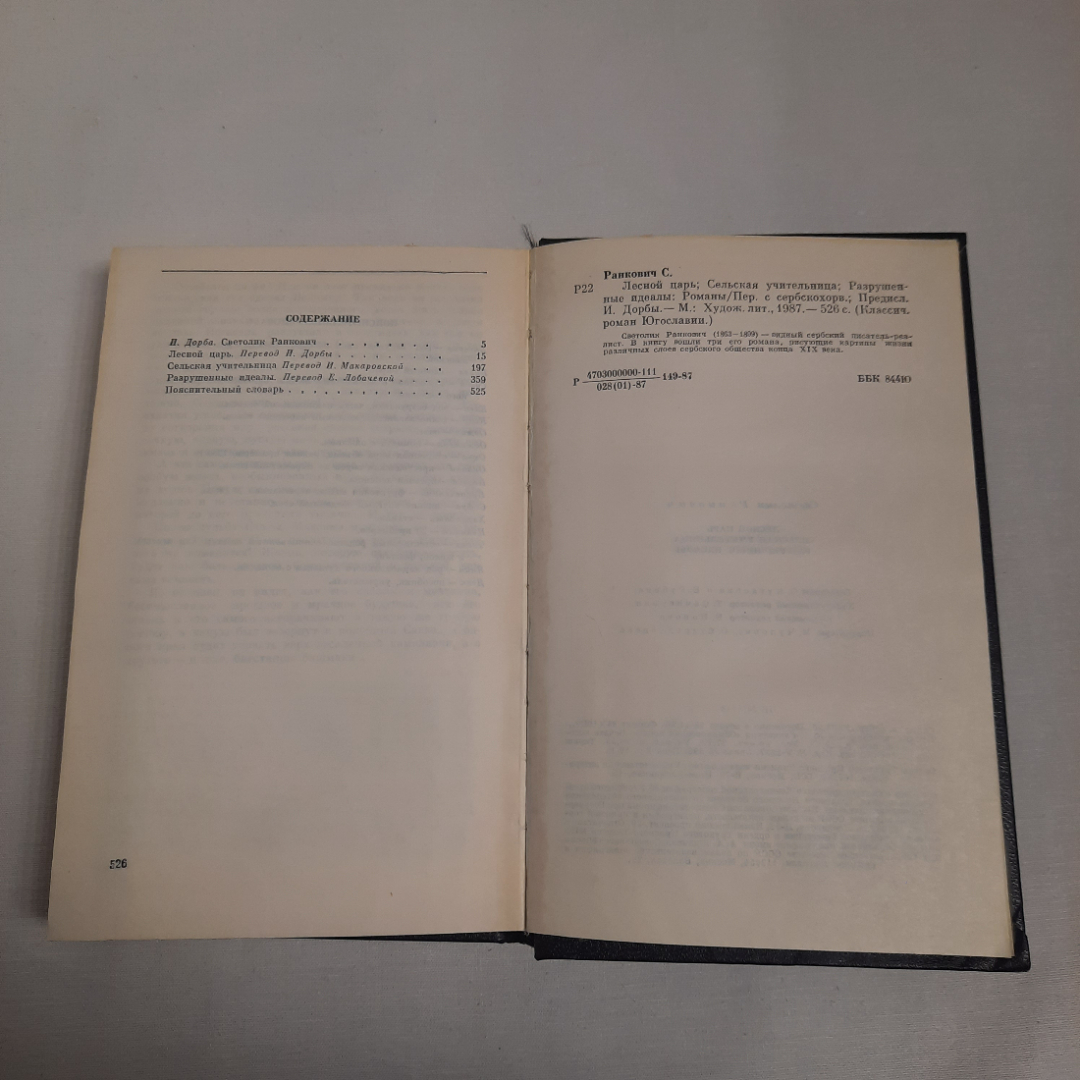 СОДЕРЖАНИЕ
И. Дорба. Светолик Ранкович . . . . . . . . . . . 5
Лесной царь. Перевод И. Дорбы . . . . . . . . . . 15
Сельская учительница Перевод И. Макаровской . . . 197
Разрушенные идеалы. Перевод Е. Лобачевой . . . . 359
Пояснительный словарь . . . . . . . . . . . . . 525
526
Ранкович С.
Р22 Лесной царь; Сельская учительница; Разрушен-
ные идеалы: Романы/Пер. с сербскохорв.; Предисл.
И. Дорбы.— М.: Худож. лит., 1987.— 526 с. (Классич.
роман Югославии.)
Светолик Ранкович (1863—1899) — видный сербский писатель-реа-
лист. В книгу вошли три его романа, рисующие картины жизни
различных слоев сербского общества конца XIX века.
Р 4703000000-111
028(01)-87 149-87
ББК 84.4Ю